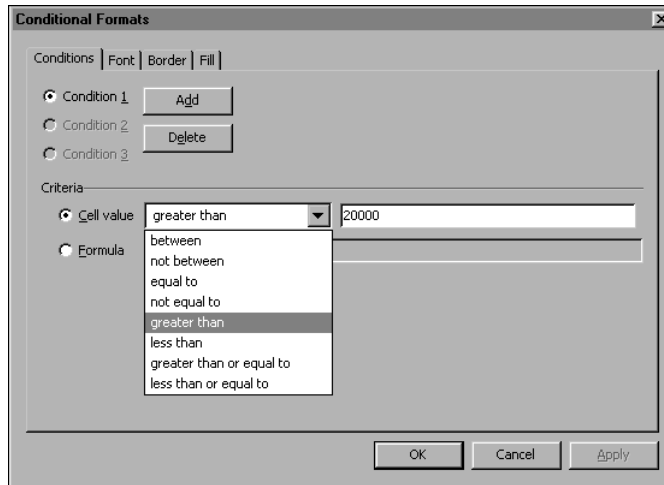 Conditional Formats
Conditions Font Border Fill
Condition 1 Add
Condition 2
Delete
Condition 3
Criteria
Cell value greater than 20000
between
Formula
not between
equal to
not equal to
greater than
less than
greater than or equal to
less than or equal to
OK Cancel Apply